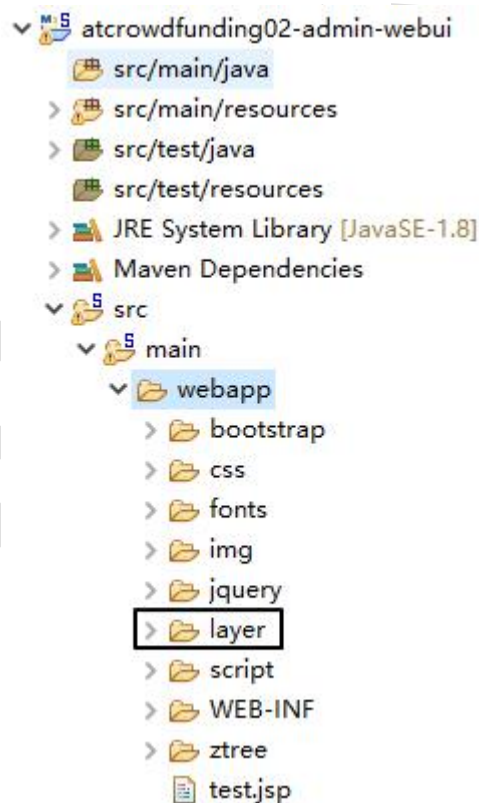 atcrowdfunding02-admin-webui
src/main/java
src/main/resources
src/test/java
src/test/resources
JRE System Library [JavaSE-1.8]
Maven Dependencies
src
main
webapp
bootstrap
css
fonts
img
jquery
layer
script
WEB-INF
ztree
test.jsp